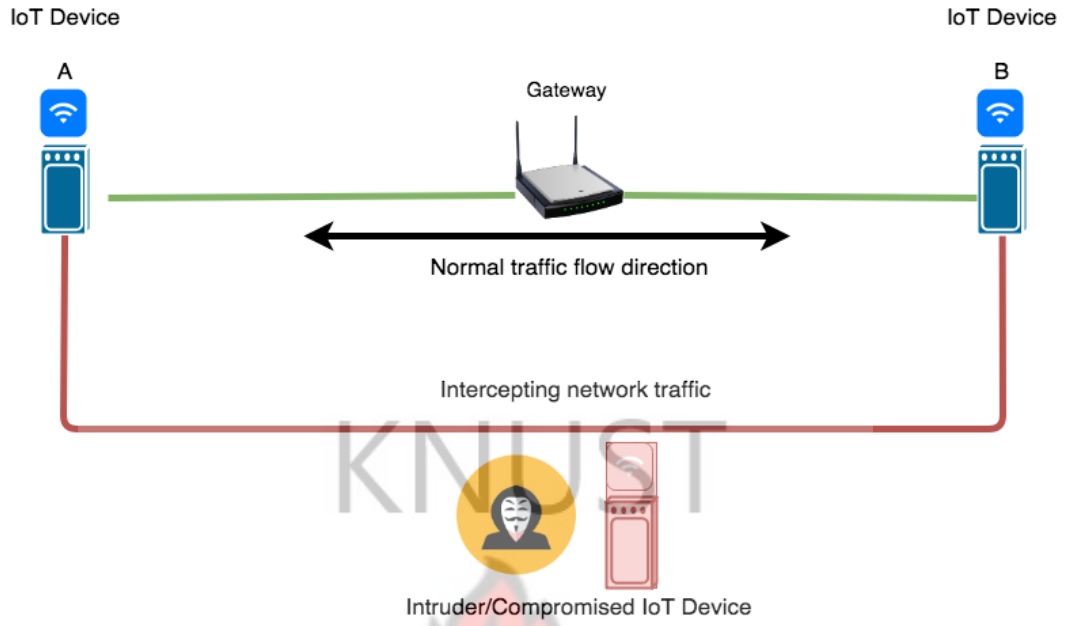 IoT Device
IoT Device
A
B
Gateway
Normal traffic flow direction
Intercepting network traffic
KNUST
Intruder/Compromised IoT Device